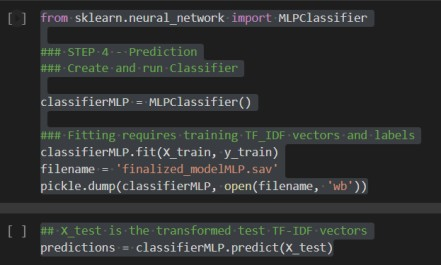 [ ] from sklearn.neural_network import MLPClassifier
### STEP 4 - Prediction
### Create and run Classifier
classifierMLP = MLPClassifier()
### Fitting requires training TF_IDF vectors and labels
classifierMLP.fit(X_train, y_train)
filename = 'finalized_modelMLP.sav'
pickle.dump(classifierMLP, open(filename, 'wb'))
[ ] ## X_test is the transformed test TF-IDF vectors
predictions = classifierMLP.predict(X_test)